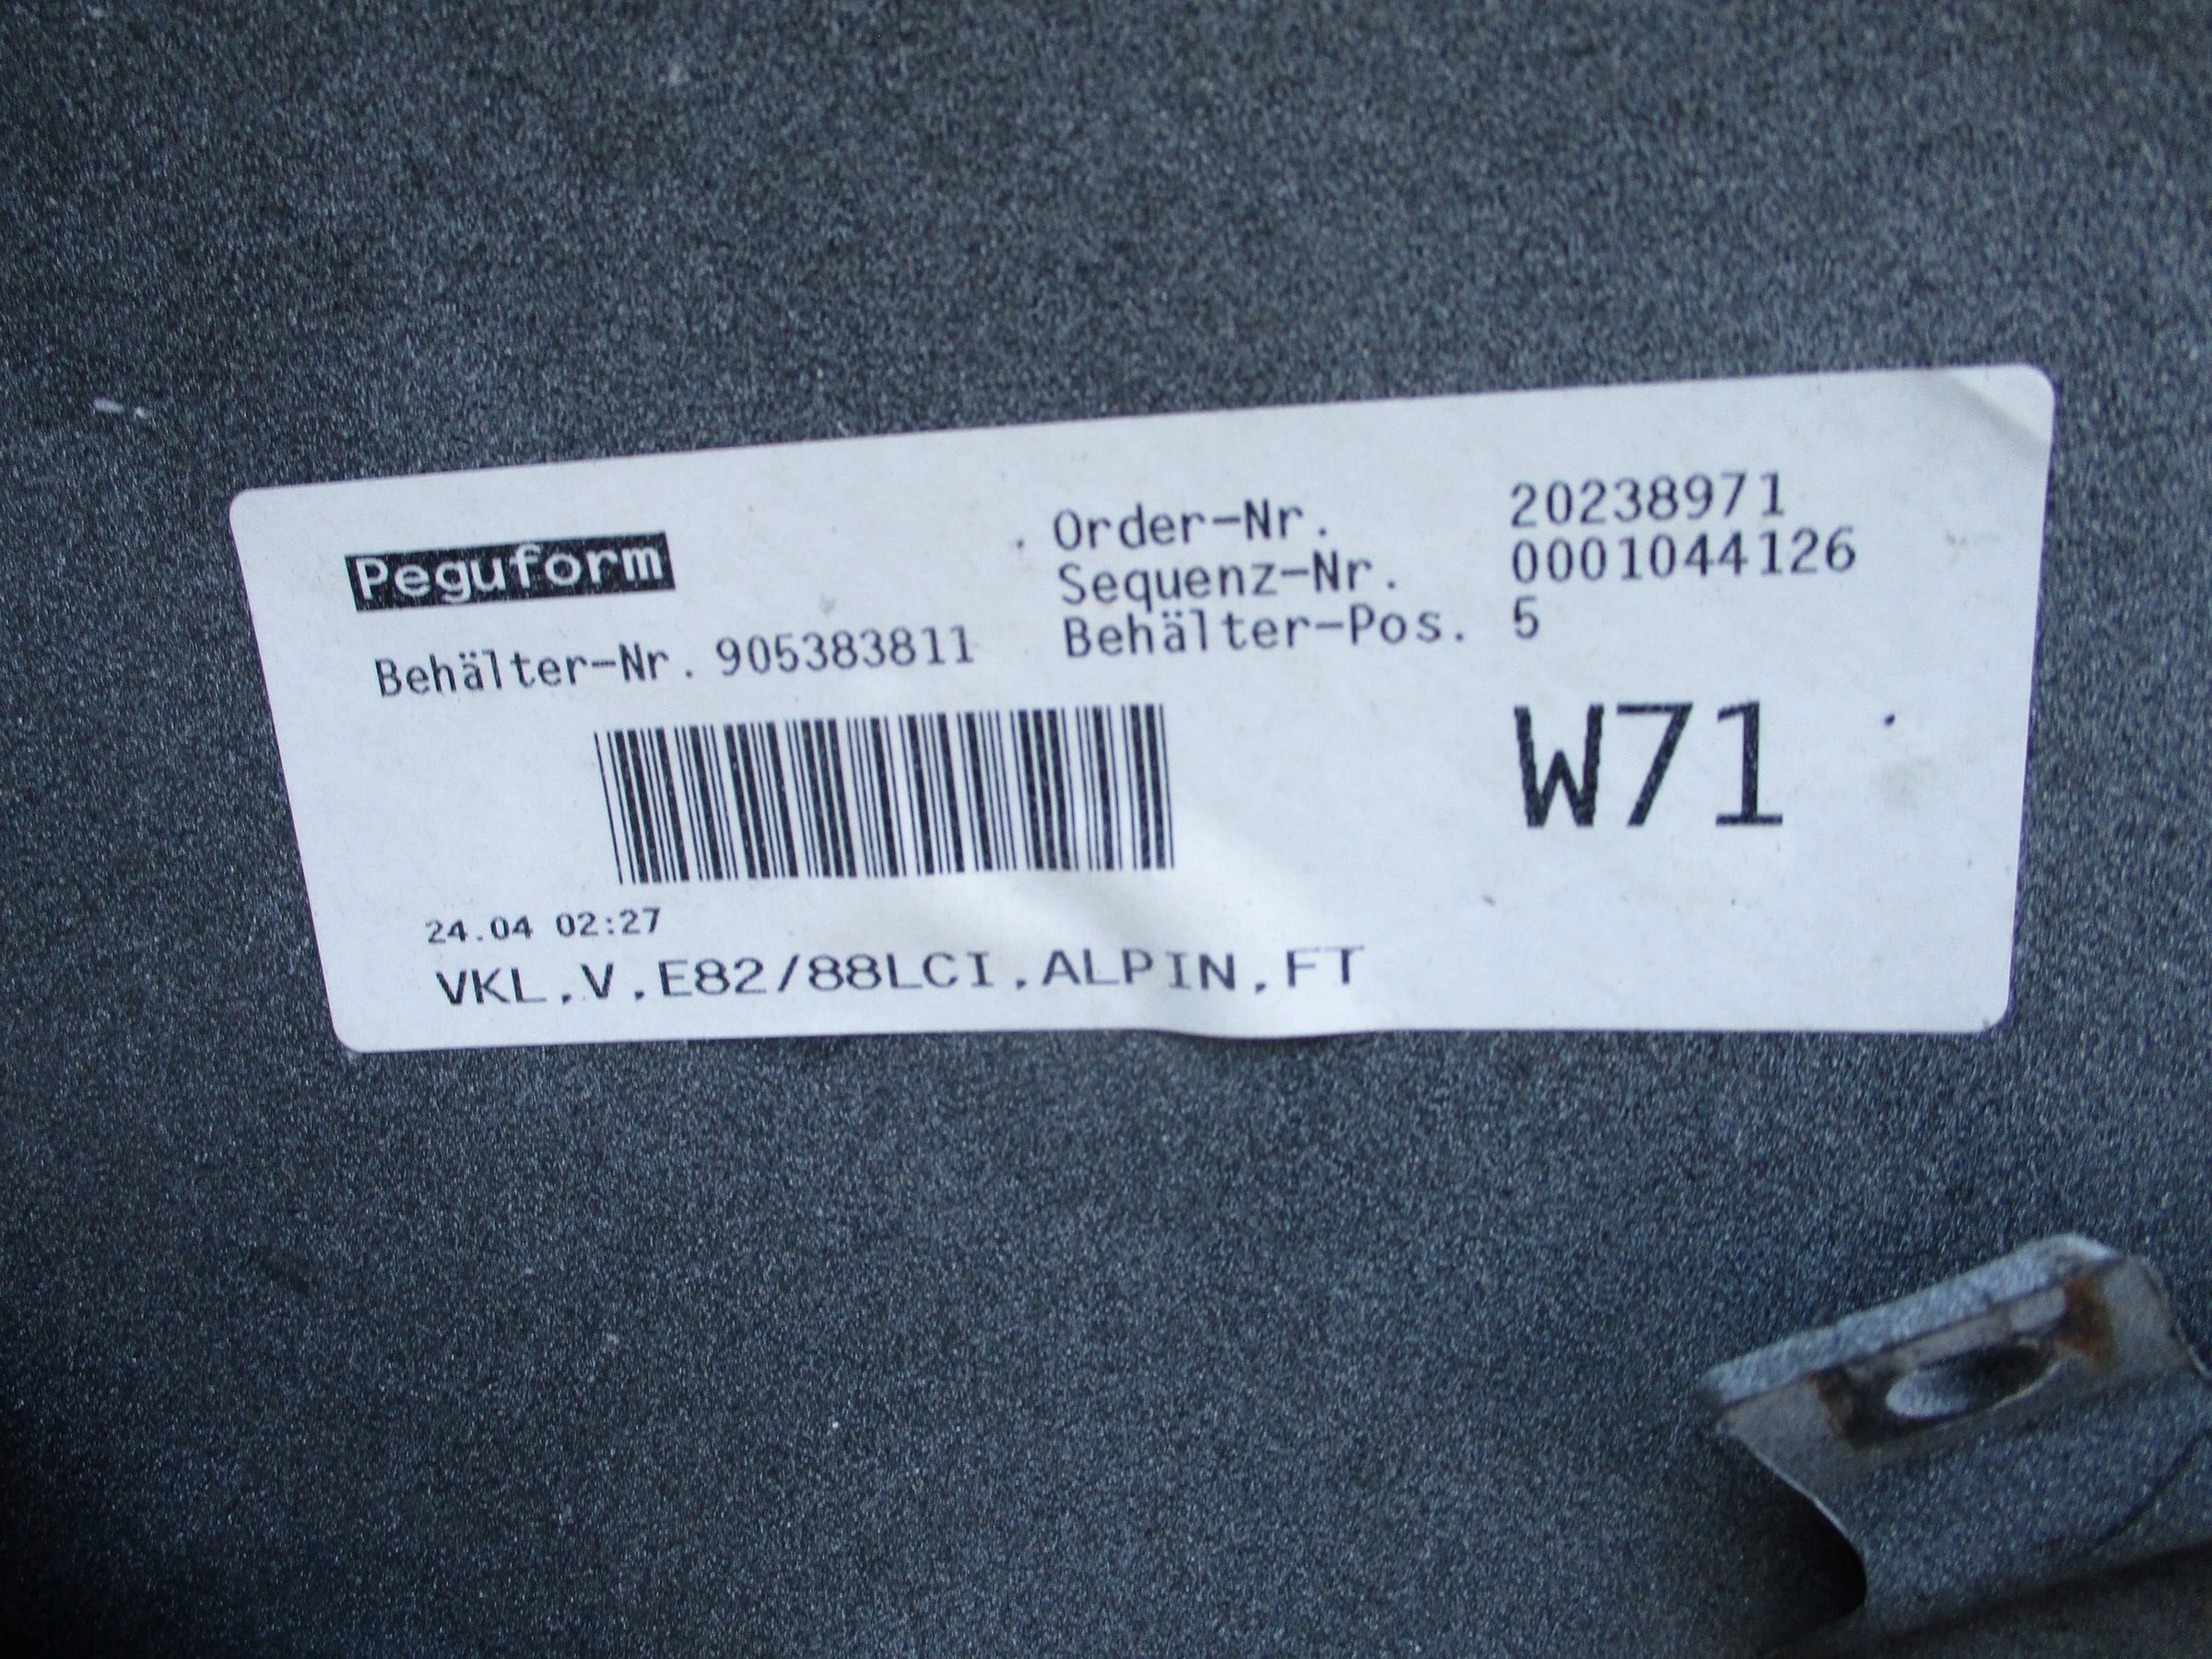 Peguform
Behälter-Nr. 905383811
Order-Nr. 20238971
Sequenz-Nr. 0001044126
Behälter-Pos. 5
W71
24.04 02:27
VKL,V,E82/88LCI,ALPIN,FT